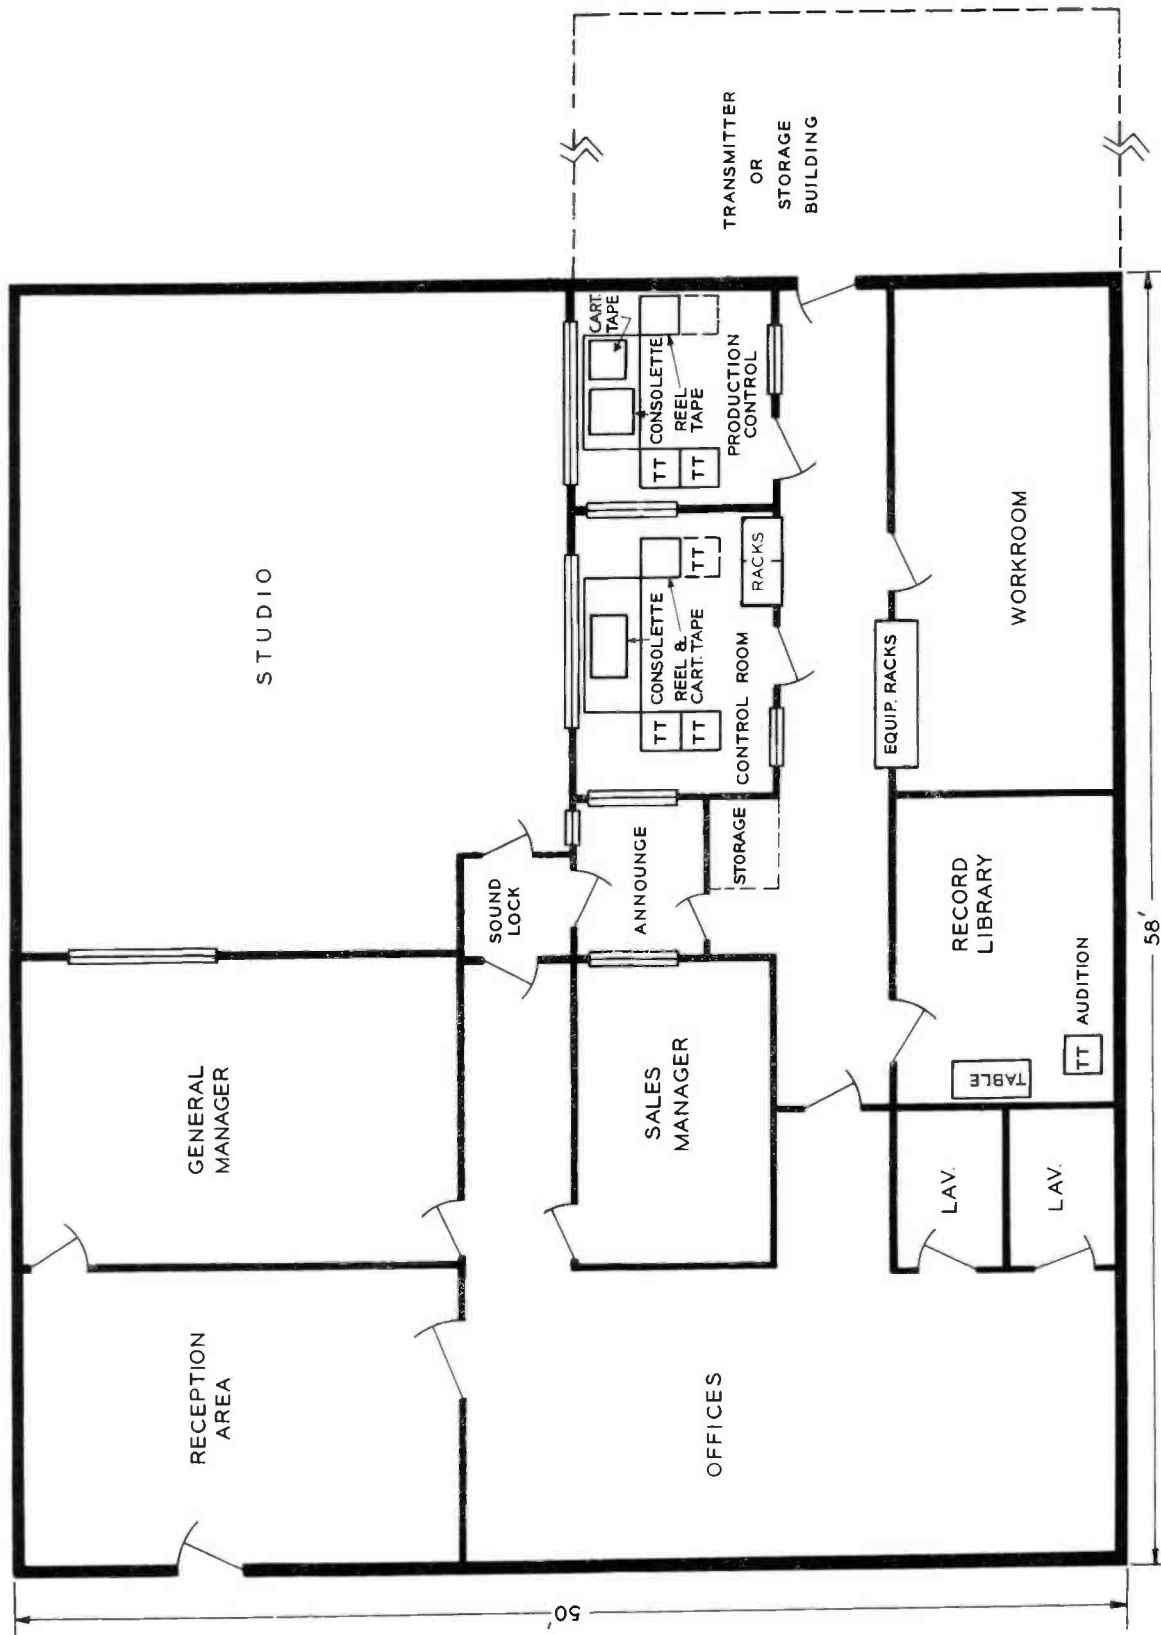 RECEPTION
AREA
GENERAL
MANAGER
STUDIO
SOUND
LOCK
50'
CART.
TAPE
ANNOUNGE
SALES
MANAGER
TT
TT
CONSOLETTE
REEL &
CART. TAPE
TT
CONTROL ROOM
RACKS
TT
TT
CONSOLETTE
REEL
TAPE
PRODUCTION
CONTROL
STORAGE
OFFICES
TRANSMITTER
OR
STORAGE
BUILDING
EQUIP. RACKS
LAV.
LAV.
RECORD
LIBRARY
TABLE
TT
AUDITION
WORKROOM
58'